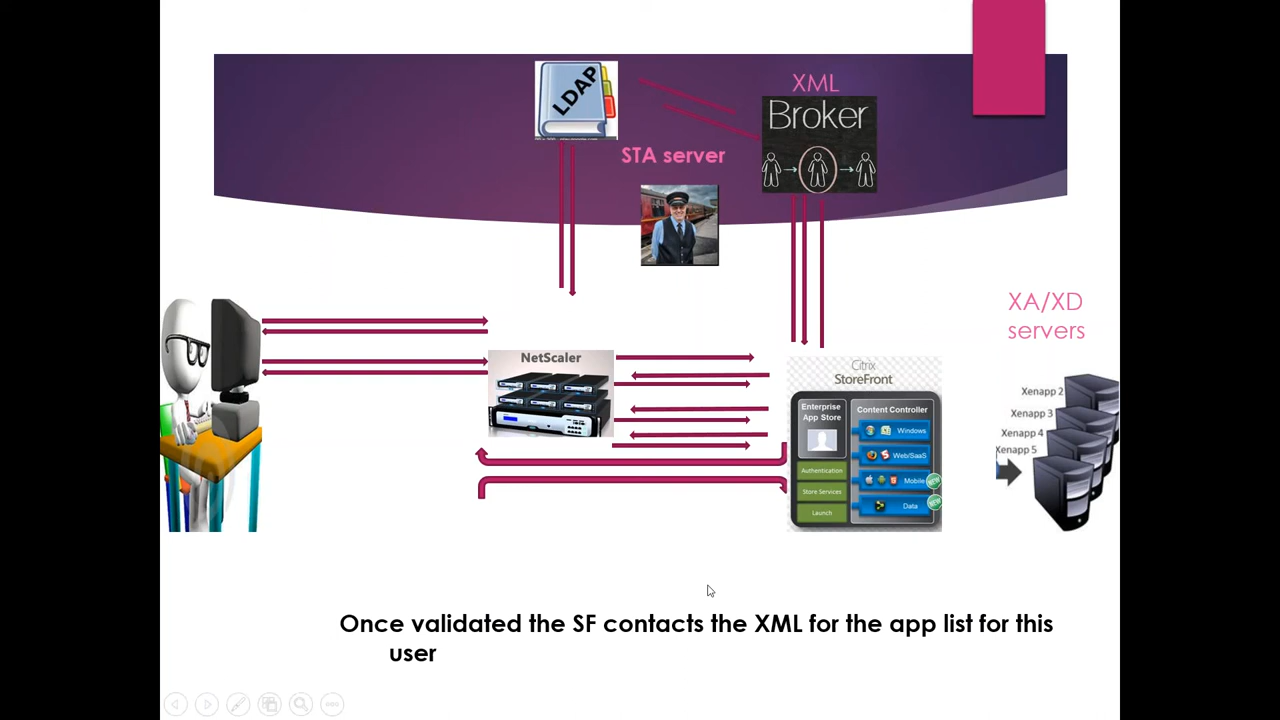 LDAP
XML
Broker
STA server
XA/XD
servers
NetScaler
Citrix
StoreFront
Enterprise
App Store
Content Controller
Windows
Web/SaaS
Authentication
Mobile
NEW
Store Services
Data
NEW
Launch
Xenapp 2
Xenapp 3
Xenapp 4
Xenapp 5
Once validated the SF contacts the XML for the app list for this
user